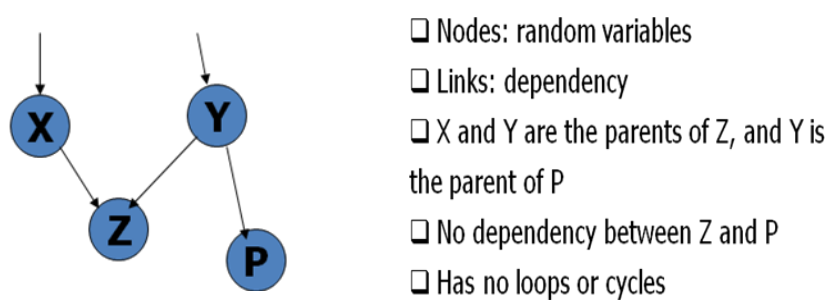 X
Y
Z
P
❑ Nodes: random variables
❑ Links: dependency
❑ X and Y are the parents of Z, and Y is
the parent of P
❑ No dependency between Z and P
❑ Has no loops or cycles